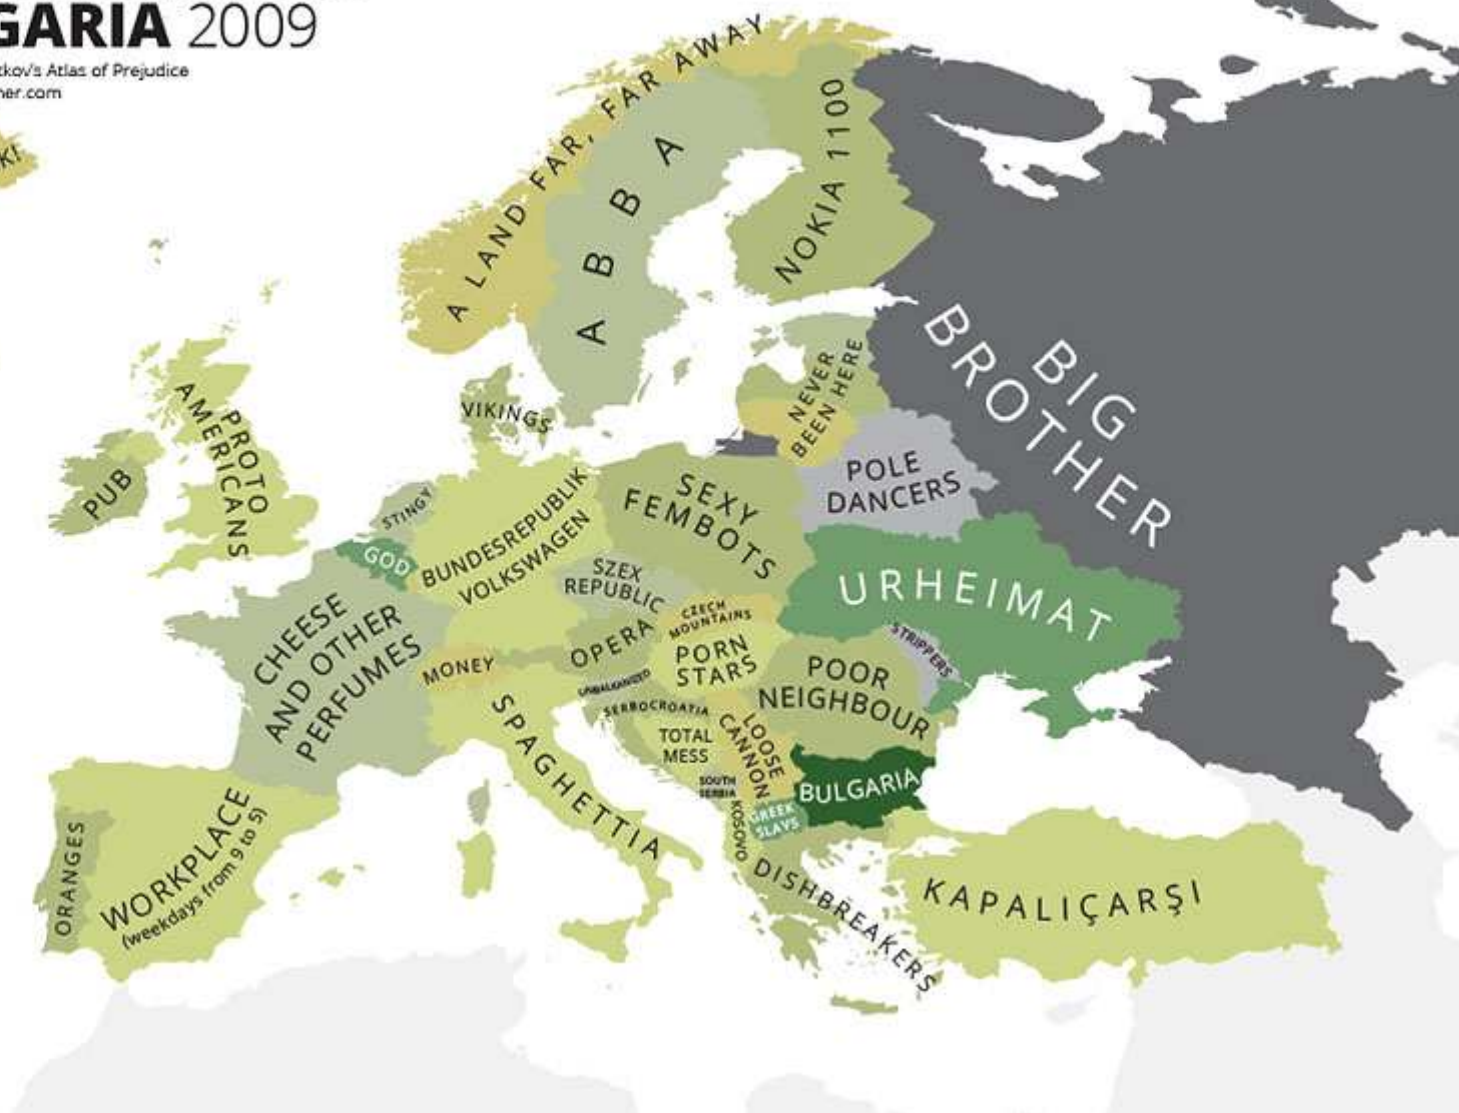 GARIA 2009
tkov's Atlas of Prejudice
ner.com
K!
A LAND FAR, FAR AWAY
ABBA
NOKIA 1100
BIG
BROTHER
NEVER
BEEN HERE
VIKINGS
PROTO
AMERICANS
PUB
POLE
DANCERS
STINGY
GOD
BUNDESREPUBLIK
VOLKSWAGEN
SEXY
FEMBOTS
SZEX
REPUBLIC
URHEIMAT
CZECH
MOUNTAINS
CHEESE
AND OTHER
PERFUMES
OPERA
PORN
STARS
STRIPPERS
MONEY
POOR
NEIGHBOUR
UNBALKANIZED
SERBOCROATIA
SPAGHETTIA
TOTAL
MESS
LOOSE
CANNON
SOUTH
SERBIA
BULGARIA
KOSOVO
GREEK
SLAVS
ORANGES
WORKPLACE
(weekdays from 9 to 5)
DISHBREAKERS
KAPALIÇARŞI